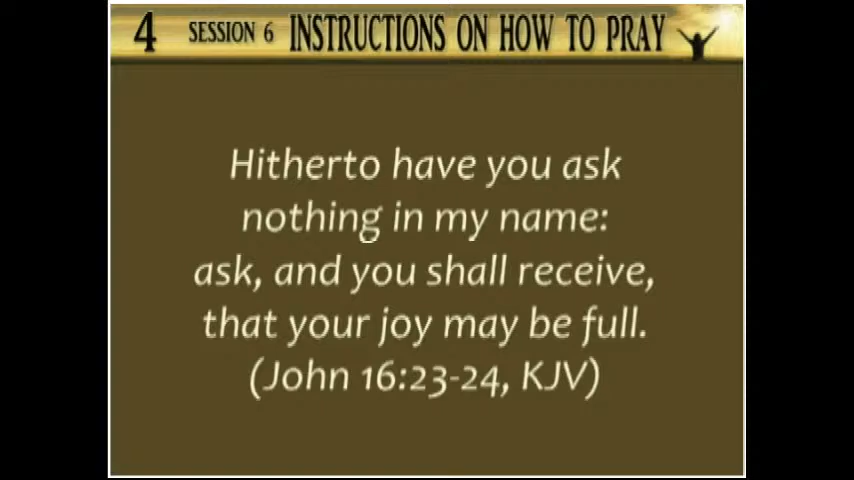 4 SESSION 6 INSTRUCTIONS ON HOW TO PRAY
Hitherto have you ask
nothing in my name:
ask, and you shall receive,
that your joy may be full.
(John 16:23-24, KJV)